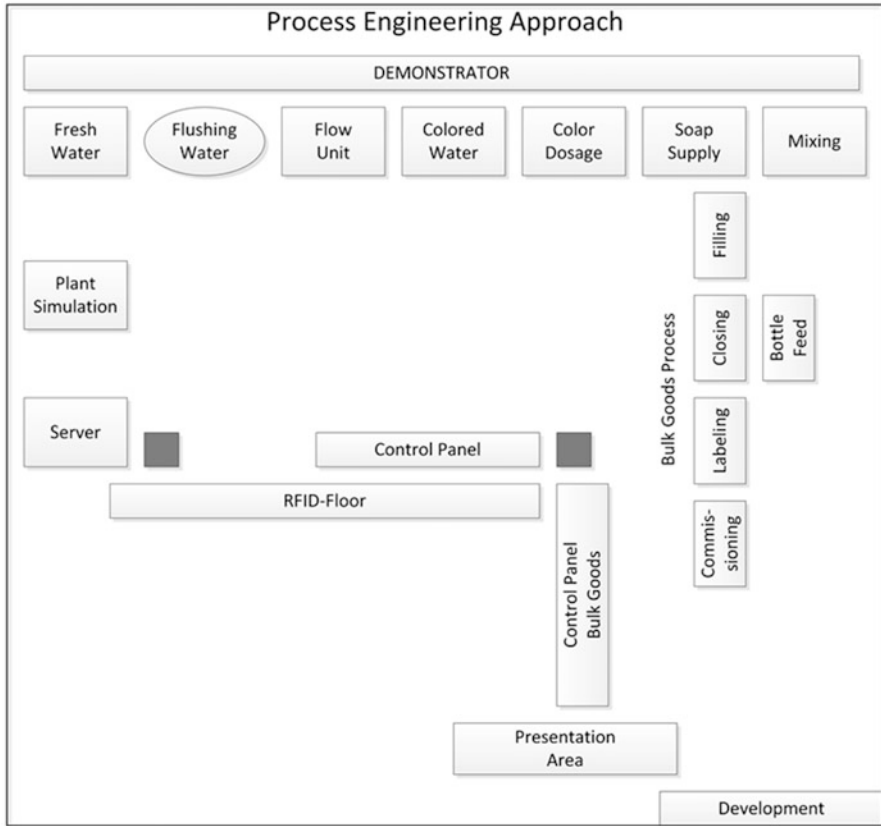 Process Engineering Approach
DEMONSTRATOR
Fresh
Water
Flushing
Water
Flow
Unit
Colored
Water
Color
Dosage
Soap
Supply
Mixing
Filling
Plant
Simulation
Bulk Goods Process
Closing
Bottle
Feed
Server
Control Panel
Labeling
RFID-Floor
Control Panel
Bulk Goods
Commis-
sioning
Presentation
Area
Development